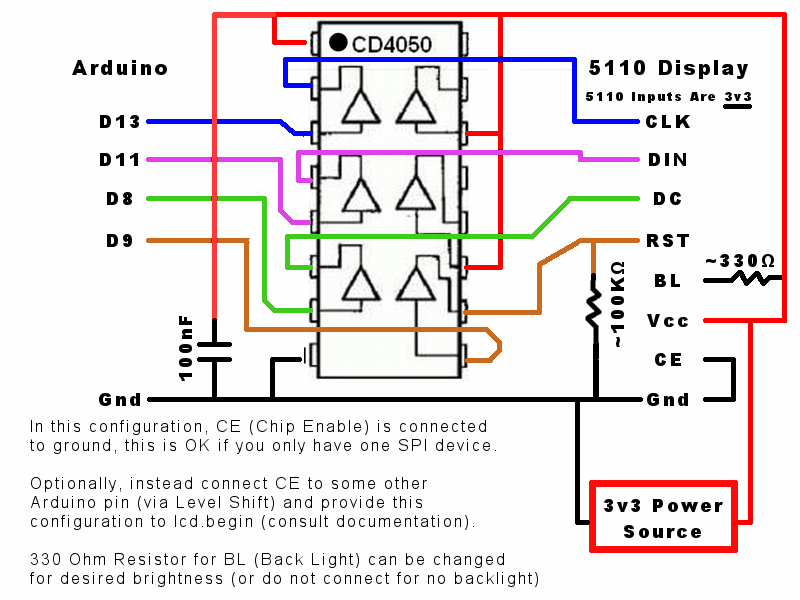 CD4050
Arduino
5110 Display
5110 Inputs Are 3v3
D13
CLK
D11
DIN
D8
DC
D9
RST
~330Ω
BL
~100KΩ
100nF
Vcc
CE
Gnd
Gnd
In this configuration, CE (Chip Enable) is connected
to ground, this is OK if you only have one SPI device.
Optionally, instead connect CE to some other
Arduino pin (via Level Shift) and provide this
configuration to lcd.begin (consult documentation).
330 Ohm Resistor for BL (Back Light) can be changed
for desired brightness (or do not connect for no backlight)
3v3 Power
Source